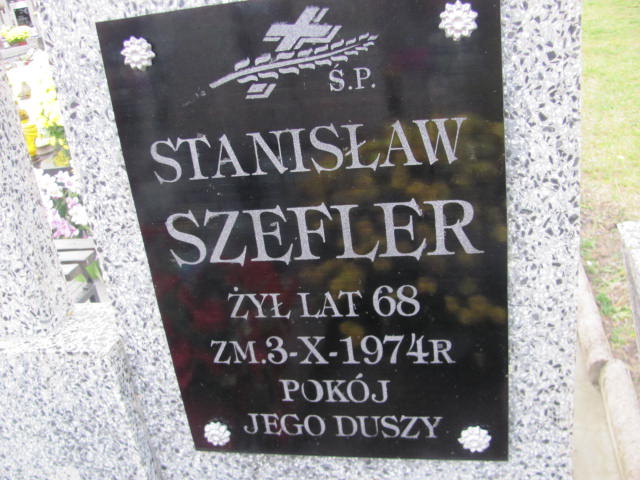 Ś.P.
STANISŁAW
SZEFLER
ŻYŁ LAT 68
ZM.3-X-1974R
POKÓJ
JEGO DUSZY